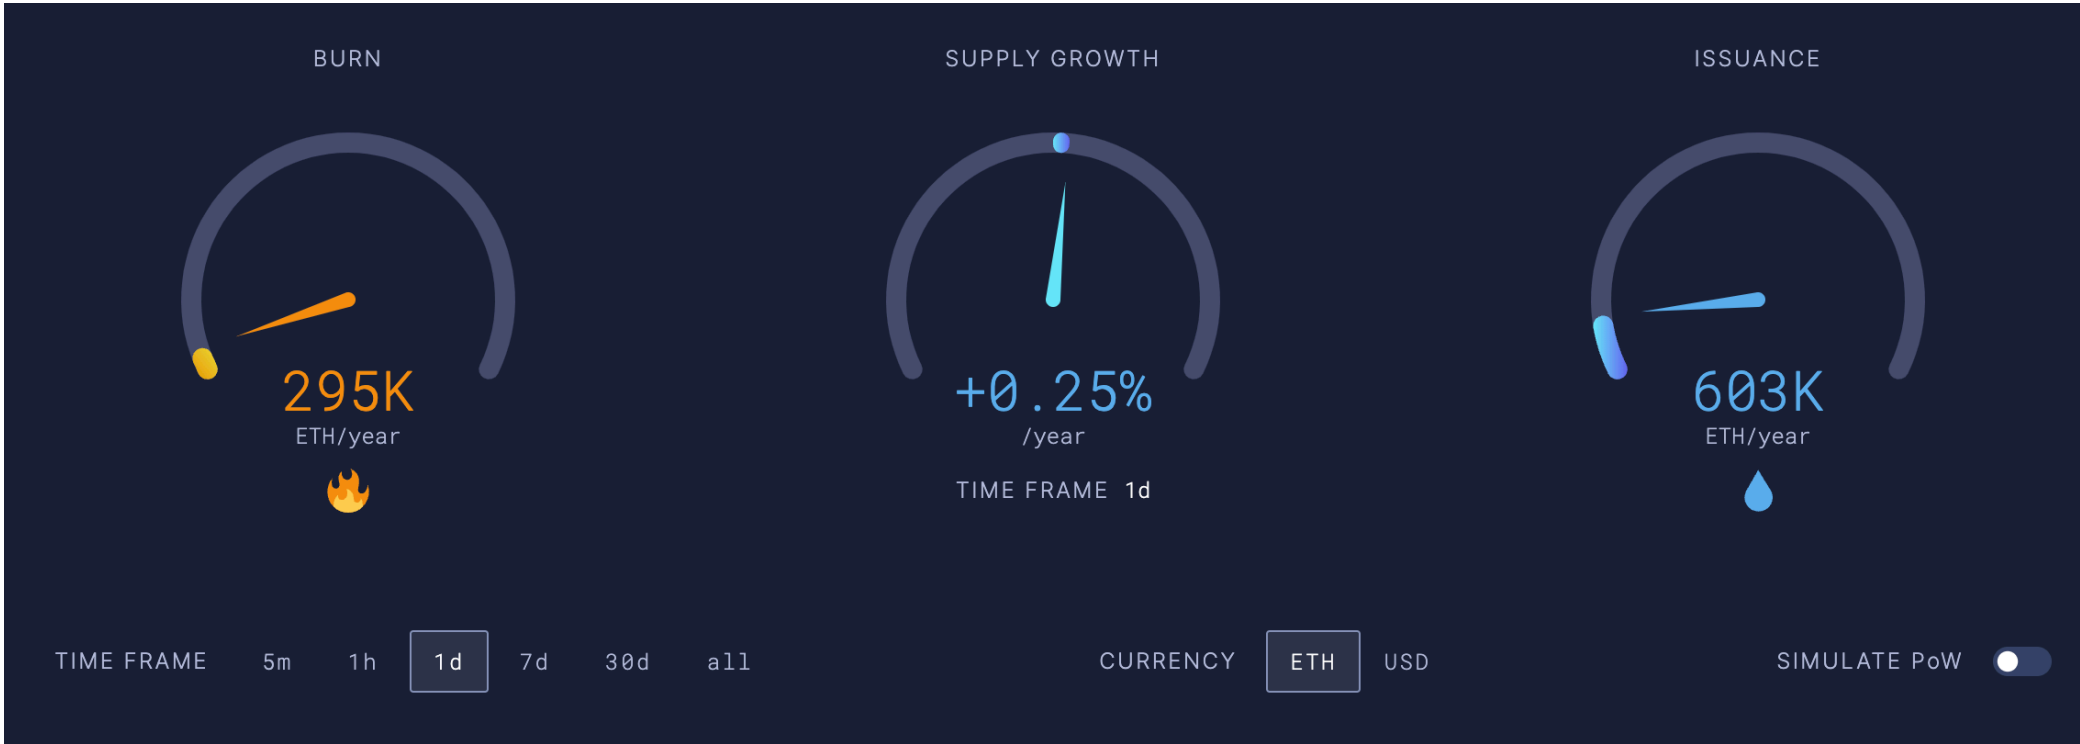 BURN
SUPPLY GROWTH
ISSUANCE
295K
+0.25%
603K
ETH/year
/year
ETH/year
TIME FRAME 1d
TIME FRAME 5m 1h 1d 7d 30d all
CURRENCY ETH USD
SIMULATE PoW